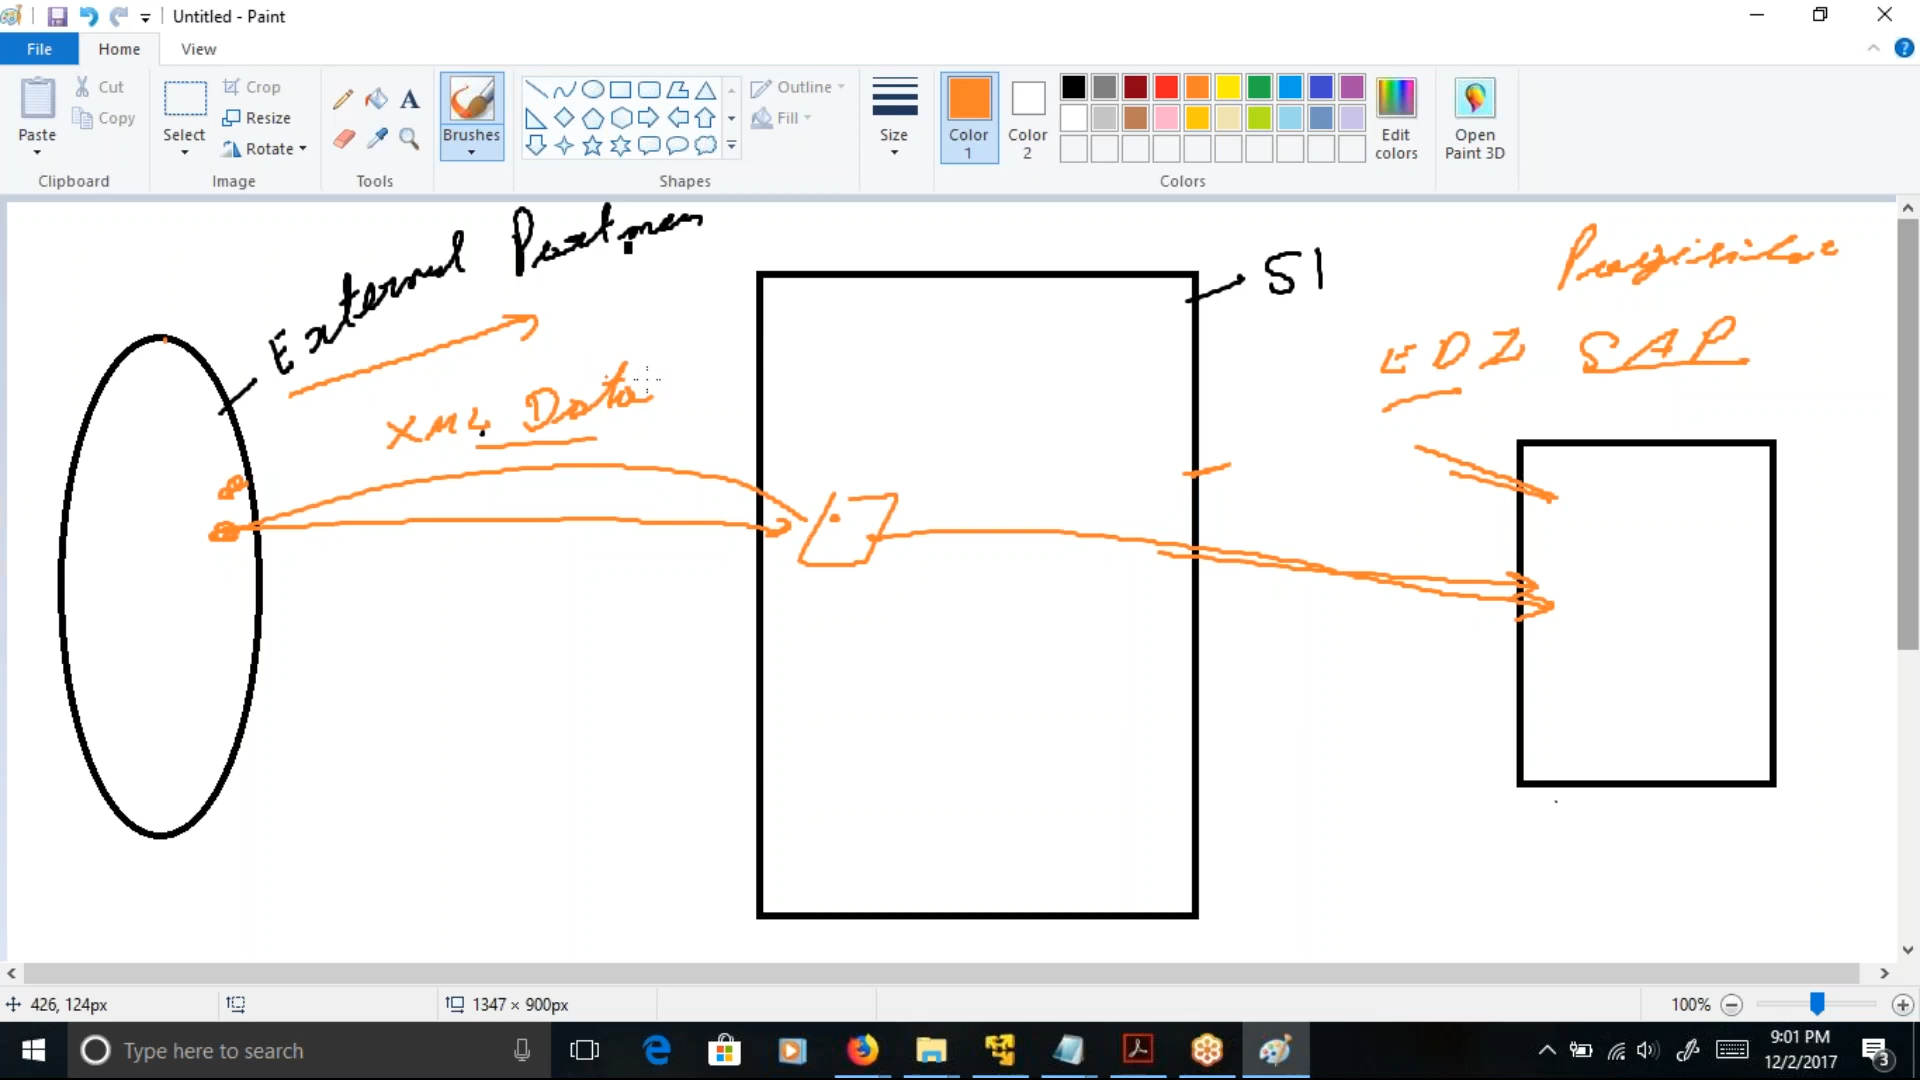 Untitled - Paint
File Home View
Paste
Cut
Copy
Clipboard
Select
Crop
Resize
Rotate
Image
A
Tools
Brushes
Shapes
Outline
Fill
Size
Color 1
Color 2
Colors
Edit colors
Open Paint 3D
External Partner
S1
XML Data
EDI SAP
426, 124px
1347 × 900px
100%
Type here to search
9:01 PM
12/2/2017
3